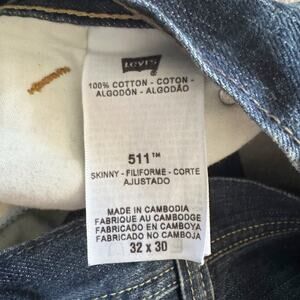 LEVI'S
100% COTTON - COTON -
ALGODÓN - ALGODÃO
511™
SKINNY - FILIFORME - CORTE
AJUSTADO
MADE IN CAMBODIA
FABRIQUE AU CAMBODGE
FABRICADO EN CAMBOYA
FABRICADO NO CAMBOJA
32 x 30